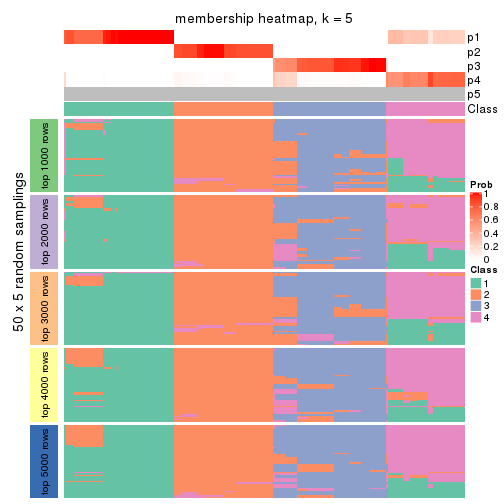 membership heatmap, k = 5
p1
p2
p3
p4
p5
Class
50 x 5 random samplings
top 1000 rows
top 2000 rows
top 3000 rows
top 4000 rows
top 5000 rows
Prob
1
0.8
0.6
0.4
0.2
0
Class
1
2
3
4